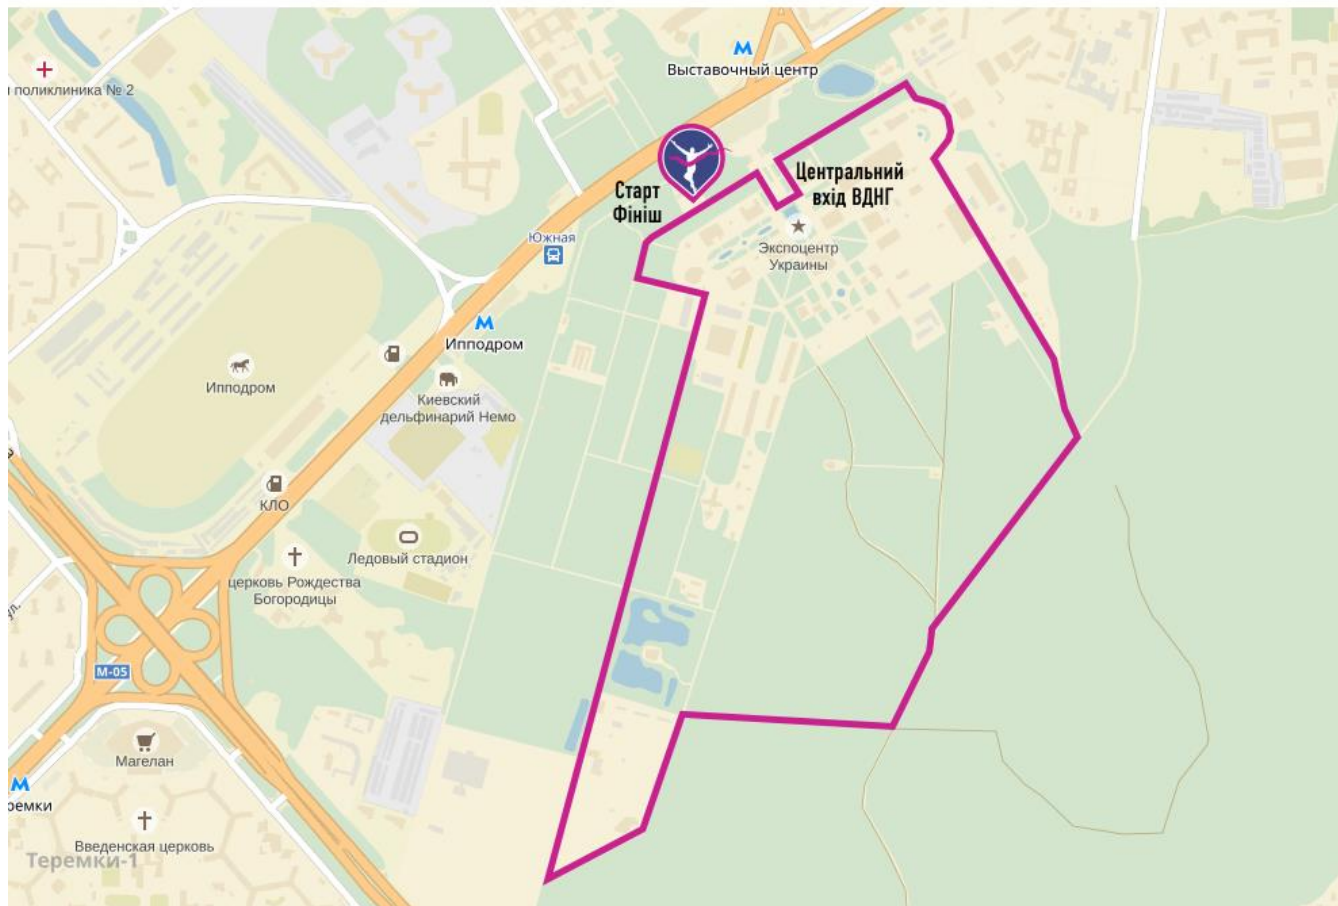 М
Выставочный центр
поликлиника № 2
Старт
Фініш
Центральний
вхід ВДНГ
Южная
Экспоцентр
Украины
М
Ипподром
Ипподром
Киевский
дельфинарий Немо
КЛО
Ледовый стадион
церковь Рождества
Богородицы
ул.
М-05
Магелан
М
Введенская церковь
Теремки-1